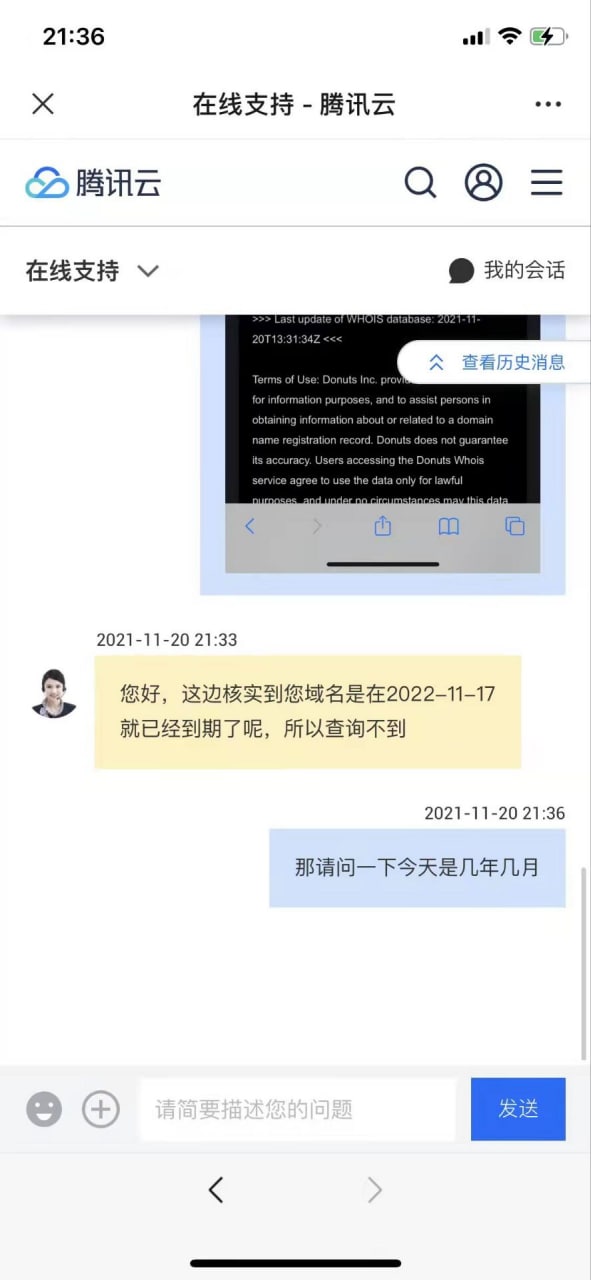 21:36
在线支持 - 腾讯云
腾讯云
在线支持
我的会话
>>> Last update of WHOIS database: 2021-11-
20T13:31:34Z <<<
查看历史消息
Terms of Use: Donuts Inc.
for information purposes, and to assist persons in
obtaining information about or related to a domain
name registration record. Donuts does not guarantee
its accuracy. Users accessing the Donuts Whois
service agree to use the data only for lawful
purposes, and under no circumstances may this data
2021-11-20 21:33
您好，这边核实到您域名是在2022–11–17
就已经到期了呢，所以查询不到
2021-11-20 21:36
那请问一下今天是几年几月
请简要描述您的问题
发送